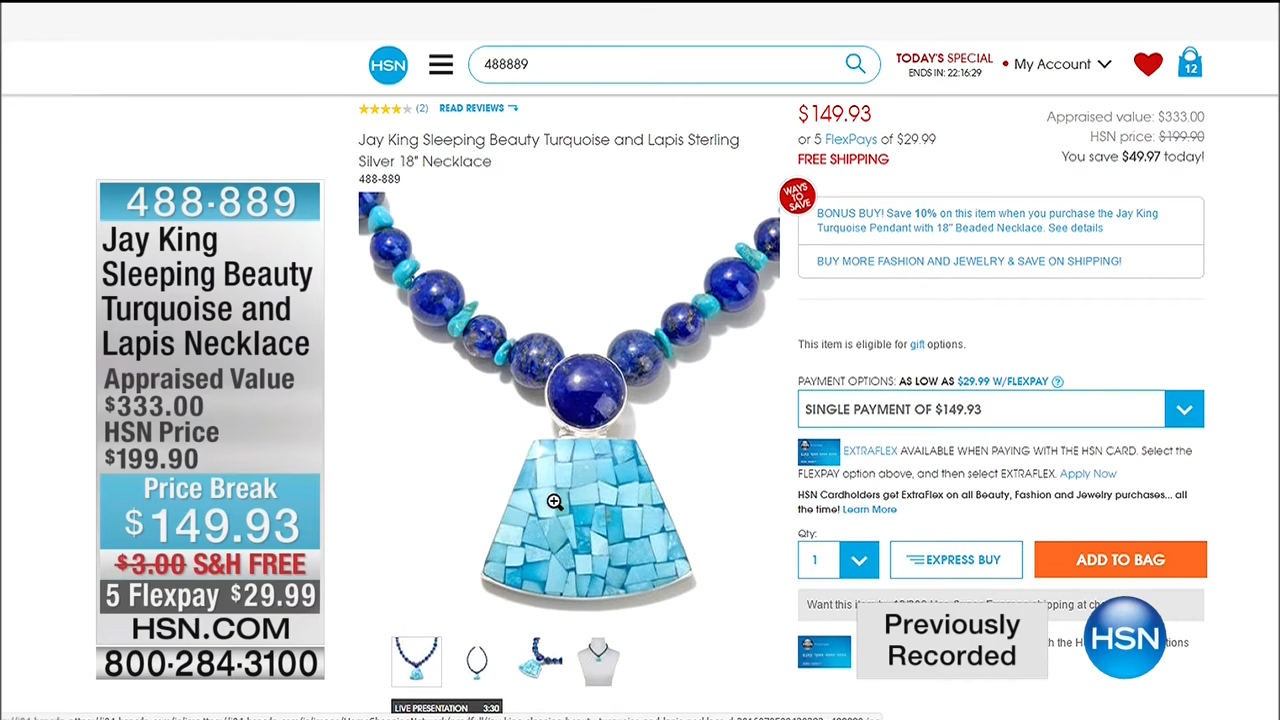 HSN
488889
TODAY'S SPECIAL
ENDS IN: 22:16:29
My Account
12
(2) READ REVIEWS
Jay King Sleeping Beauty Turquoise and Lapis Sterling
Silver 18" Necklace
488-889
$149.93
or 5 FlexPays of $29.99
FREE SHIPPING
Appraised value: $333.00
HSN price: $199.90
You save $49.97 today!
WAYS
TO
SAVE
BONUS BUY! Save 10% on this item when you purchase the Jay King
Turquoise Pendant with 18" Beaded Necklace. See details
BUY MORE FASHION AND JEWELRY & SAVE ON SHIPPING!
This item is eligible for gift options.
PAYMENT OPTIONS: AS LOW AS $29.99 W/FLEXPAY ?
SINGLE PAYMENT OF $149.93
EXTRAFLEX AVAILABLE WHEN PAYING WITH THE HSN CARD. Select the
FLEXPAY option above, and then select EXTRAFLEX. Apply Now
HSN Cardholders get ExtraFlex on all Beauty, Fashion and Jewelry purchases... all
the time! Learn More
Qty:
1
EXPRESS BUY
ADD TO BAG
Want this
shipping at
Previously
Recorded
HSN
LIVE PRESENTATION 3:30
488-889
Jay King
Sleeping Beauty
Turquoise and
Lapis Necklace
Appraised Value
$333.00
HSN Price
$199.90
Price Break
$149.93
$3.00 S&H FREE
5 Flexpay $29.99
HSN.COM
800-284-3100